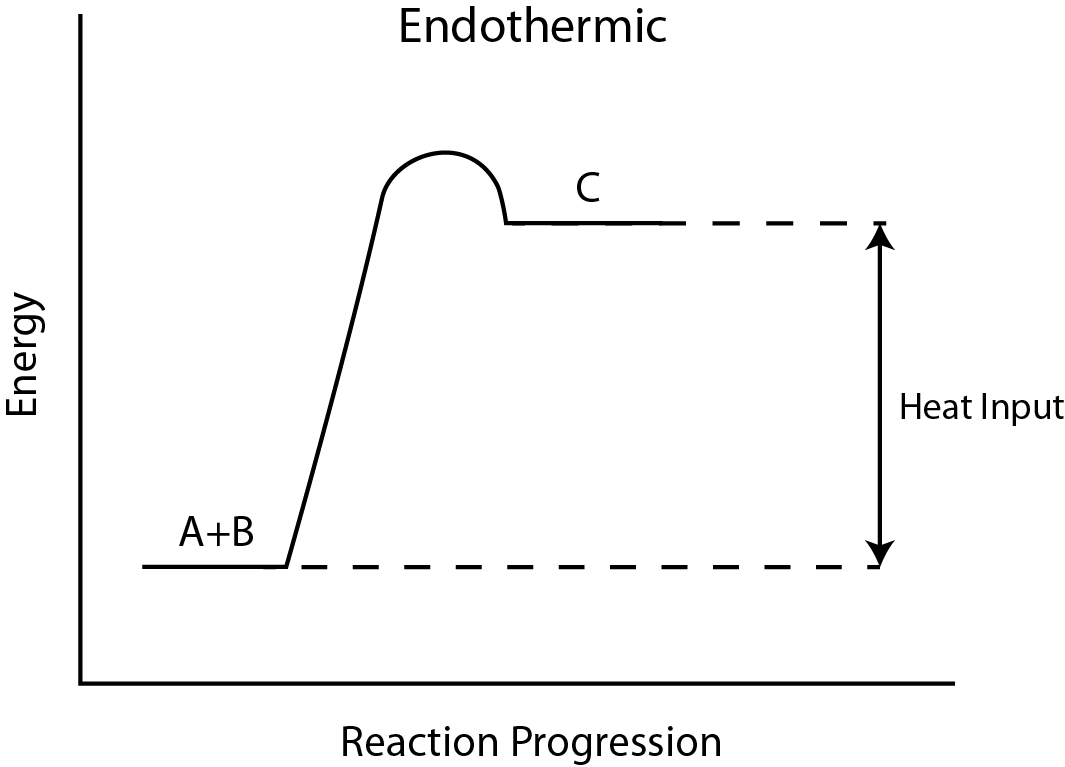 Endothermic
C
Energy
Heat Input
A+B
Reaction Progression